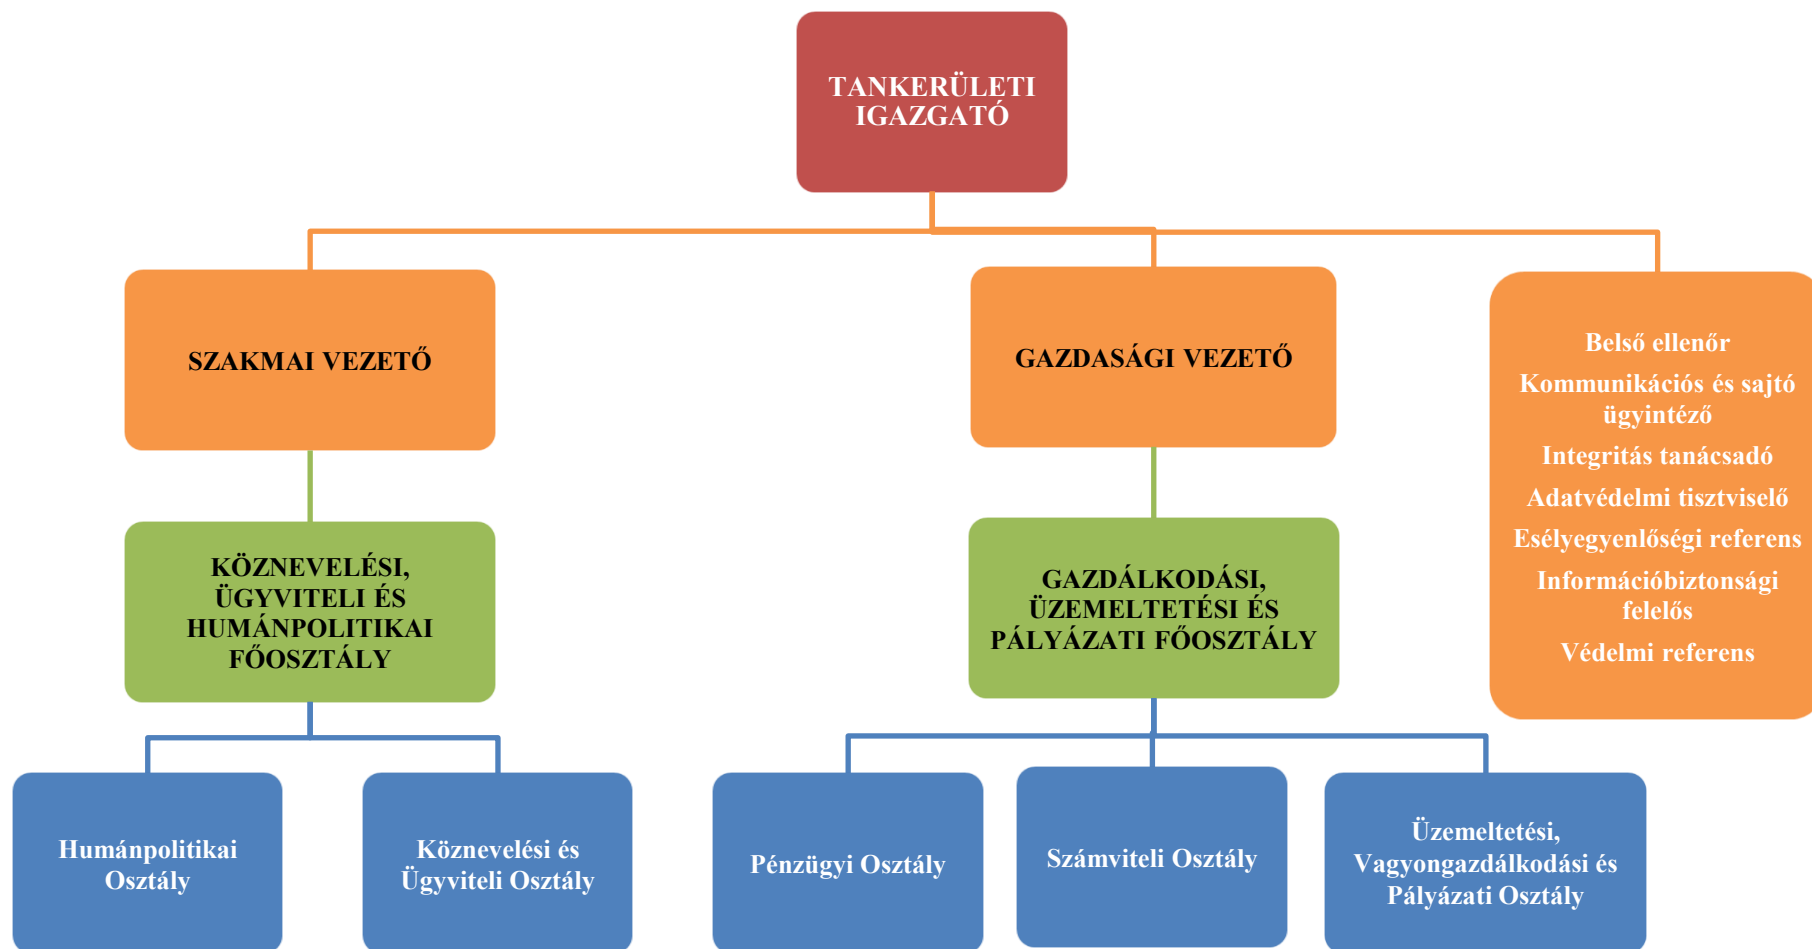 TANKERÜLETI
IGAZGATÓ
SZAKMAI VEZETŐ
GAZDASÁGI VEZETŐ
Belső ellenőr
Kommunikációs és sajtó
ügyintéző
Integritás tanácsadó
Adatvédelmi tisztviselő
Esélyegyenlőségi referens
Információbiztonsági
felelős
Védelmi referens
KÖZNEVELÉSI,
ÜGYVITELI ÉS
HUMÁNPOLITIKAI
FŐOSZTÁLY
GAZDÁLKODÁSI,
ÜZEMELTETÉSI ÉS
PÁLYÁZATI FŐOSZTÁLY
Humánpolitikai
Osztály
Köznevelési és
Ügyviteli Osztály
Pénzügyi Osztály
Számviteli Osztály
Üzemeltetési,
Vagyongazdálkodási és
Pályázati Osztály